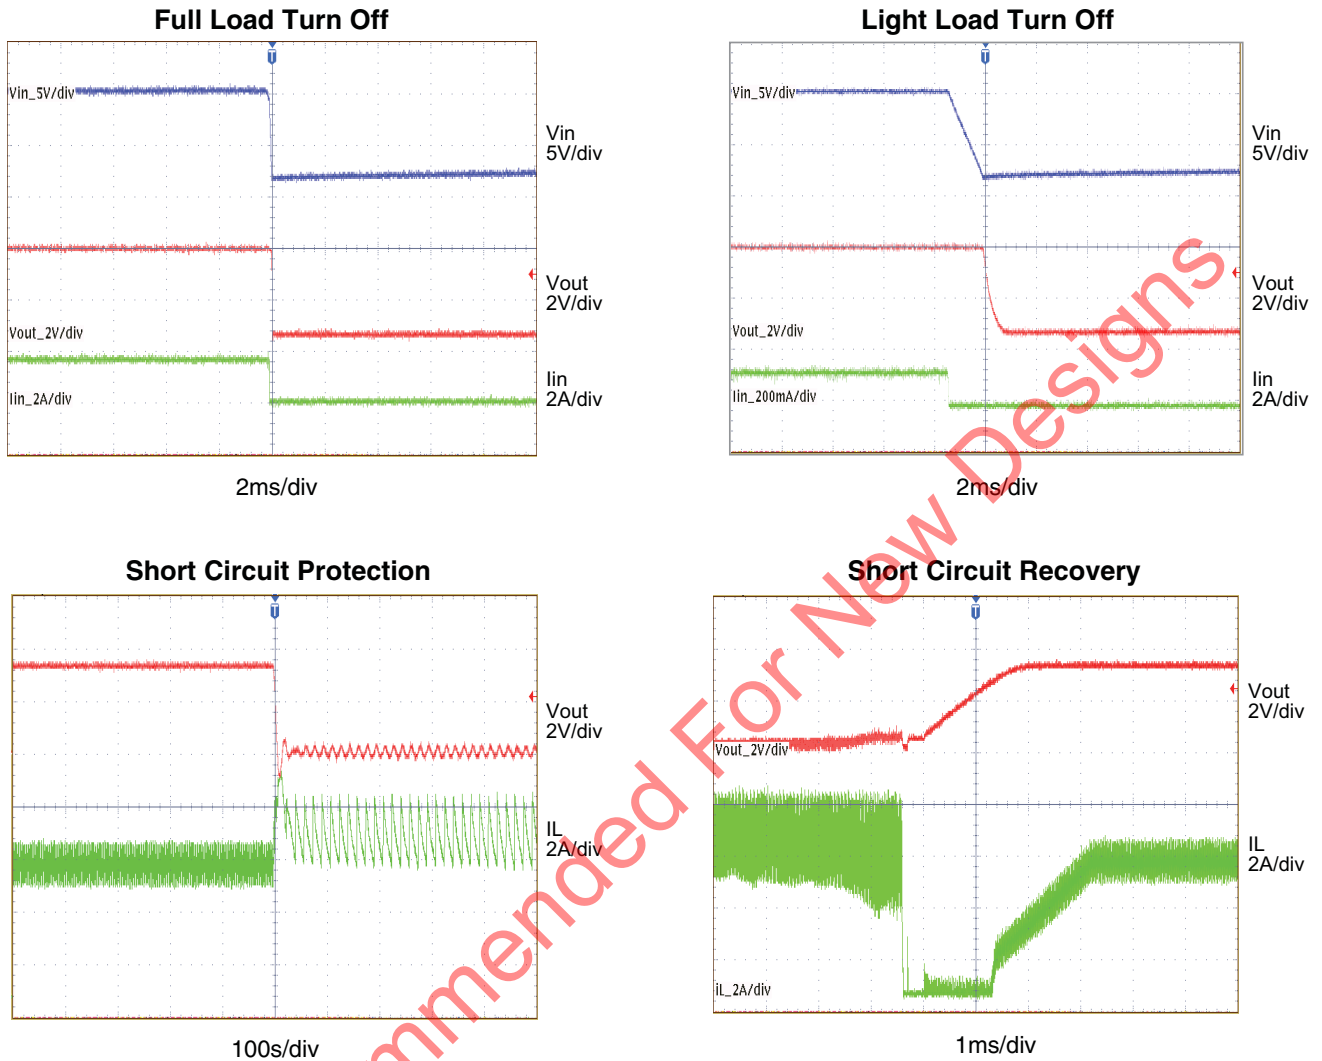 Full Load Turn Off
Vin_5V/div
Vin
5V/div
Vout_2V/div
Vout
2V/div
Iin_2A/div
Iin
2A/div
2ms/div
Light Load Turn Off
Vin_5V/div
Vin
5V/div
Vout_2V/div
Vout
2V/div
Iin_200mA/div
Iin
2A/div
2ms/div
Short Circuit Protection
Vout
2V/div
IL
2A/div
100s/div
Short Circuit Recovery
Vout_2V/div
Vout
2V/div
IL
2A/div
iL_2A/div
1ms/div
mmended For New Designs